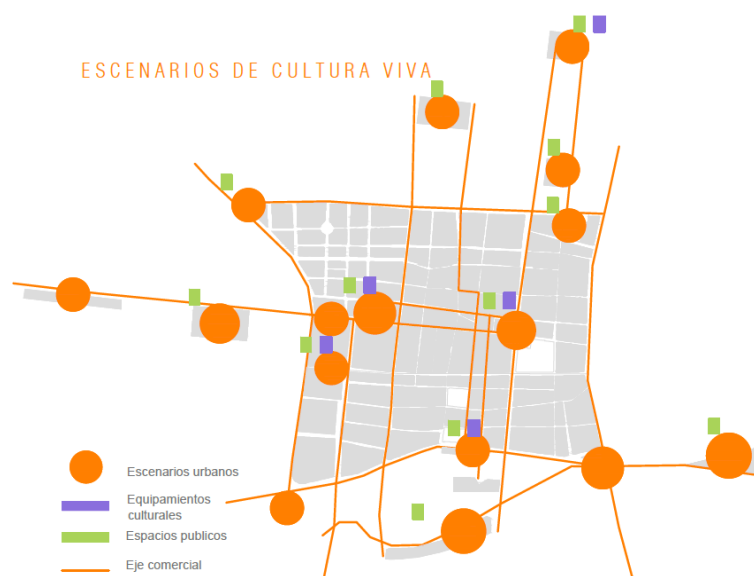 ESCENARIOS DE CULTURA VIVA
Escenarios urbanos
Equipamientos
culturales
Espacios publicos
Eje comercial